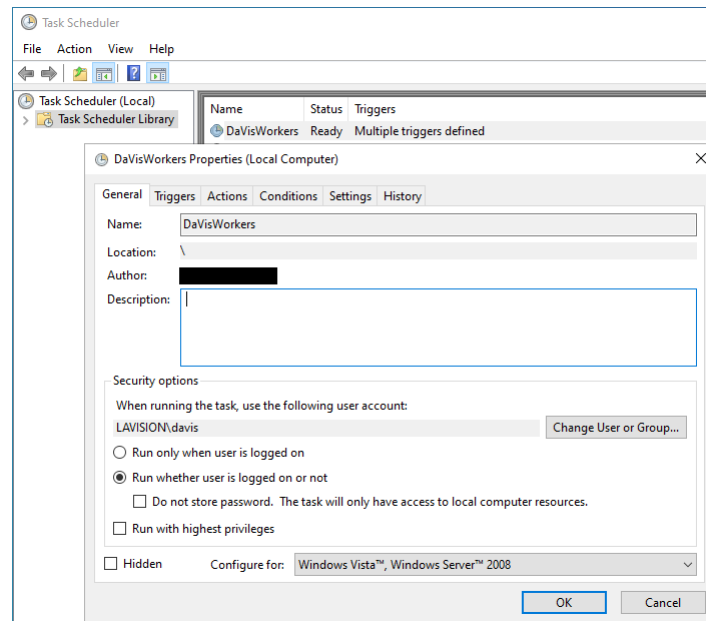 Task Scheduler
File Action View Help
Task Scheduler (Local)
Task Scheduler Library
Name Status Triggers
DaVisWorkers Ready Multiple triggers defined
DaVisWorkers Properties (Local Computer)
General Triggers Actions Conditions Settings History
Name: DaVisWorkers
Location: \
Author:
Description:
Security options
When running the task, use the following user account:
LAVISION\davis Change User or Group...
Run only when user is logged on
Run whether user is logged on or not
Do not store password. The task will only have access to local computer resources.
Run with highest privileges
Hidden Configure for: Windows Vista™, Windows Server™ 2008
OK Cancel